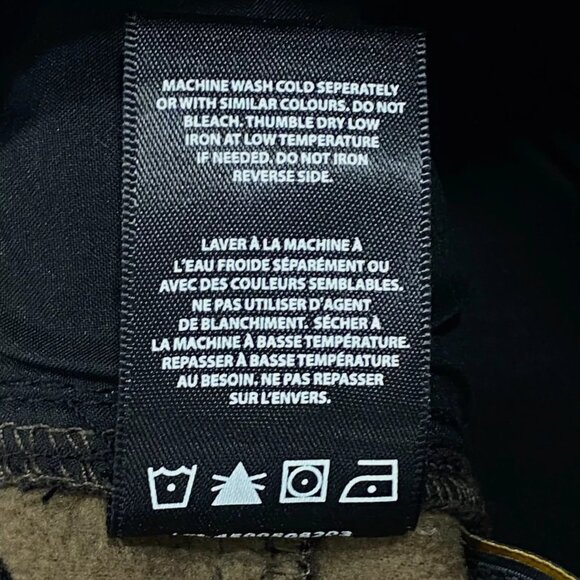 MACHINE WASH COLD SEPERATELY
OR WITH SIMILAR COLOURS. DO NOT
BLEACH. THUMBLE DRY LOW
IRON AT LOW TEMPERATURE
IF NEEDED. DO NOT IRON
REVERSE SIDE.
LAVER À LA MACHINE À
L'EAU FROIDE SÉPARÉMENT OU
AVEC DES COULEURS SEMBLABLES.
NE PAS UTILISER D'AGENT
DE BLANCHIMENT. SÉCHER À
LA MACHINE À BASSE TEMPÉRATURE.
REPASSER À BASSE TEMPÉRATURE
AU BESOIN. NE PAS REPASSER
SUR L'ENVERS.